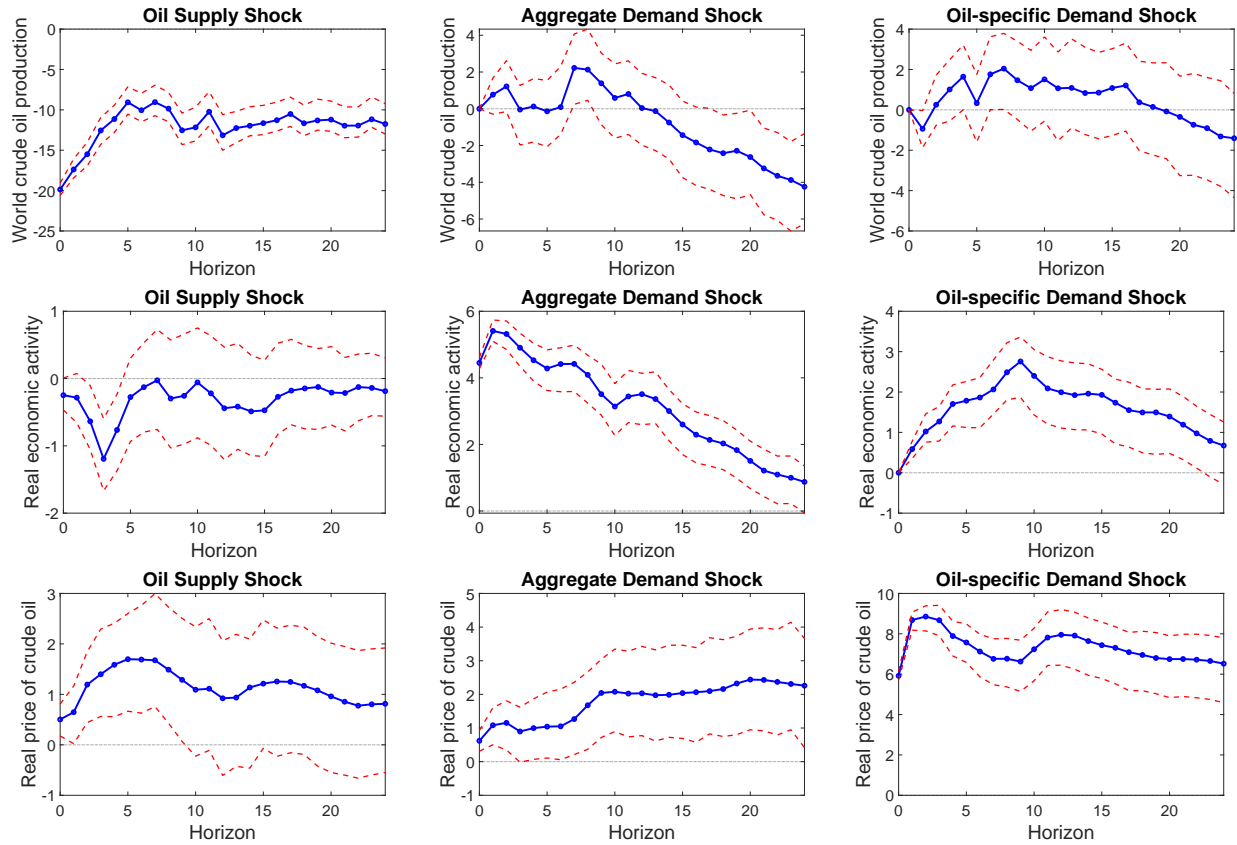 Oil Supply Shock
World crude oil production
0
-5
-10
-15
-20
-25
0 5 10 15 20
Horizon
Aggregate Demand Shock
World crude oil production
4
2
0
-2
-4
-6
0 5 10 15 20
Horizon
Oil-specific Demand Shock
World crude oil production
4
2
0
-2
-4
-6
0 5 10 15 20
Horizon
Oil Supply Shock
Real economic activity
1
0
-1
-2
0 5 10 15 20
Horizon
Aggregate Demand Shock
Real economic activity
6
4
2
0
0 5 10 15 20
Horizon
Oil-specific Demand Shock
Real economic activity
4
3
2
1
0
-1
0 5 10 15 20
Horizon
Oil Supply Shock
Real price of crude oil
3
2
1
0
-1
0 5 10 15 20
Horizon
Aggregate Demand Shock
Real price of crude oil
5
4
3
2
1
0
-1
0 5 10 15 20
Horizon
Oil-specific Demand Shock
Real price of crude oil
10
8
6
4
2
0
0 5 10 15 20
Horizon